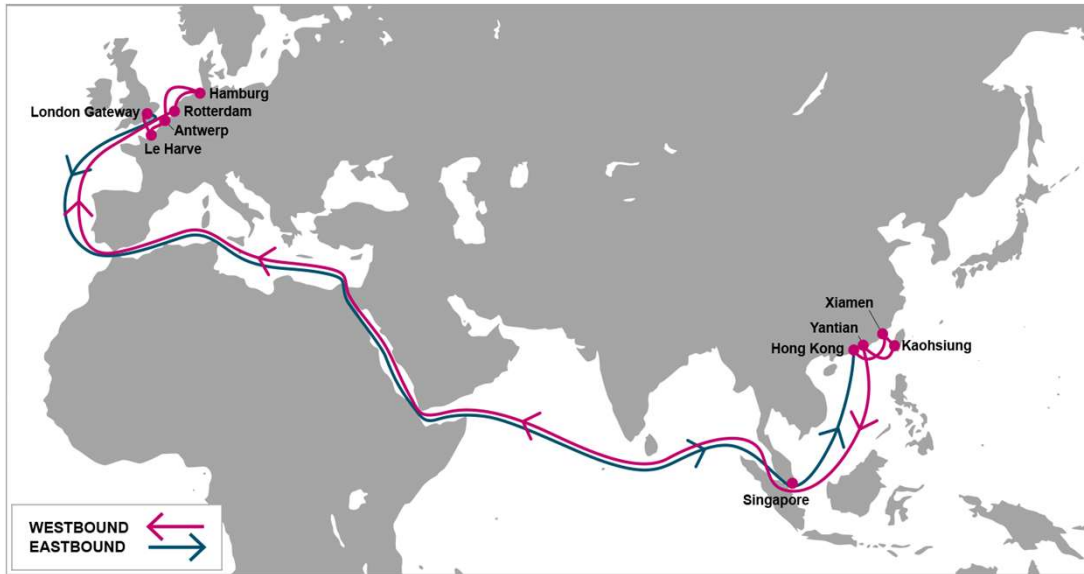 Hamburg
London Gateway
Rotterdam
Antwerp
Le Harve
Xiamen
Yantian
Hong Kong
Kaohsiung
Singapore
WESTBOUND
EASTBOUND